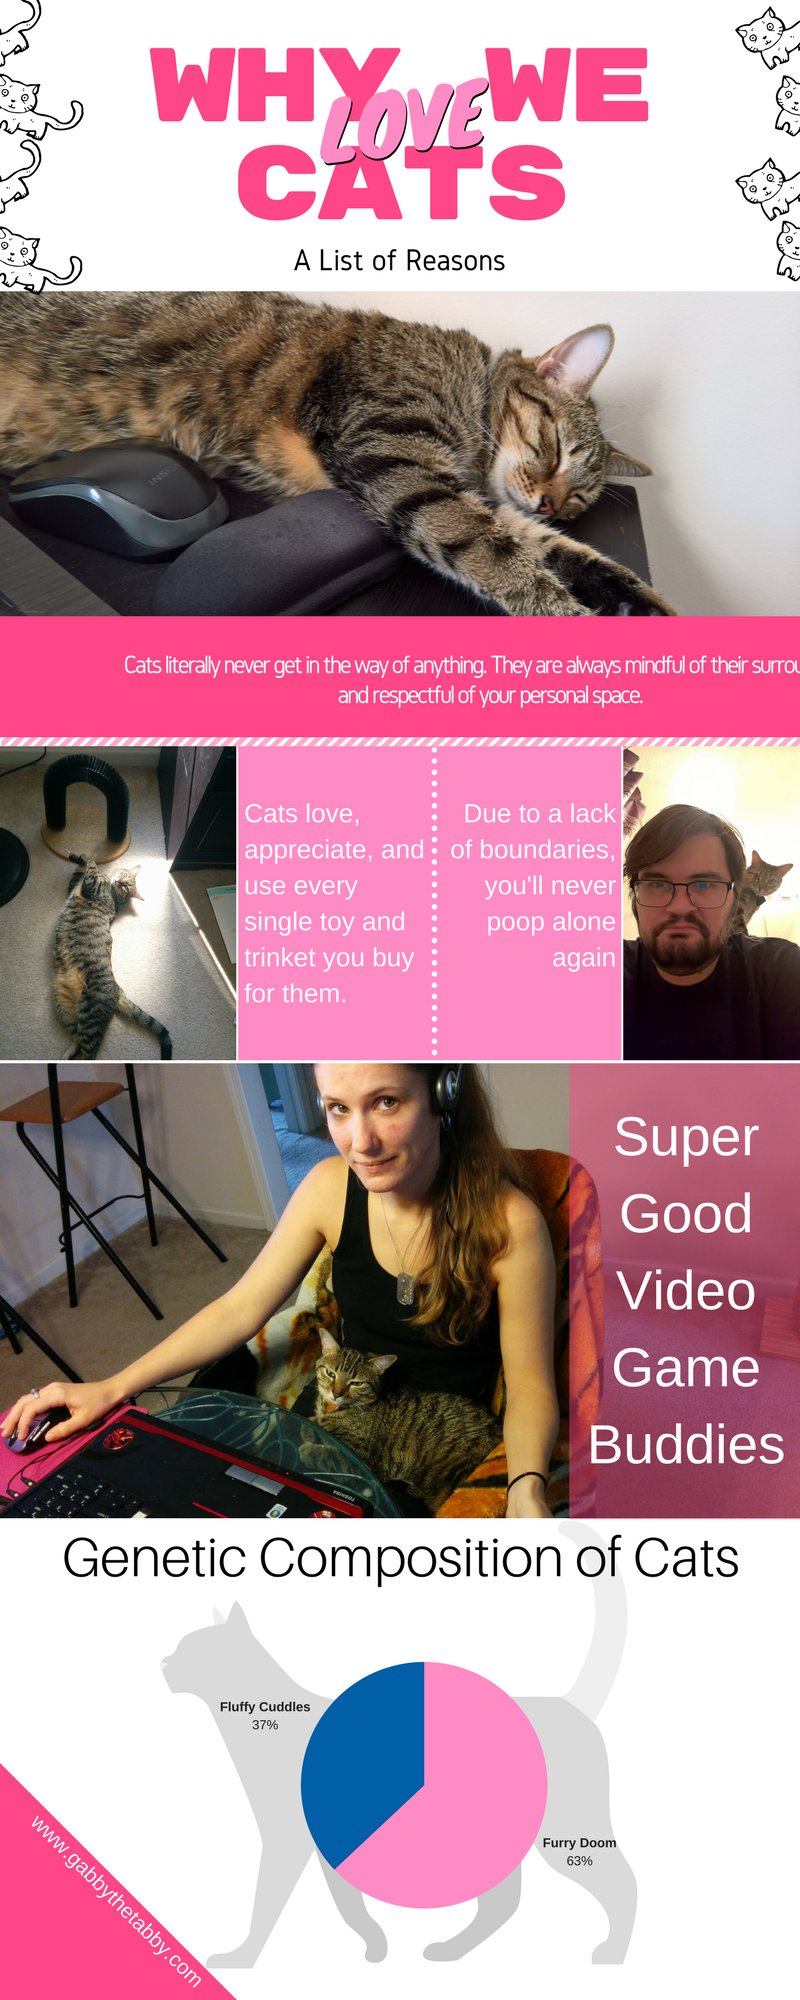 WHY WE
LOVE
CATS
A List of Reasons
INSIG
Cats literally never get in the way of anything. They are always mindful of their surrou
and respectful of your personal space.
Cats love,
appreciate, and
use every
single toy and
trinket you buy
for them.
Due to a lack
of boundaries,
you'll never
poop alone
again
Super
Good
Video
Game
Buddies
TOSHIBA
Genetic Composition of Cats
Fluffy Cuddles
37%
Furry Doom
63%
www.gabbythetabby.com